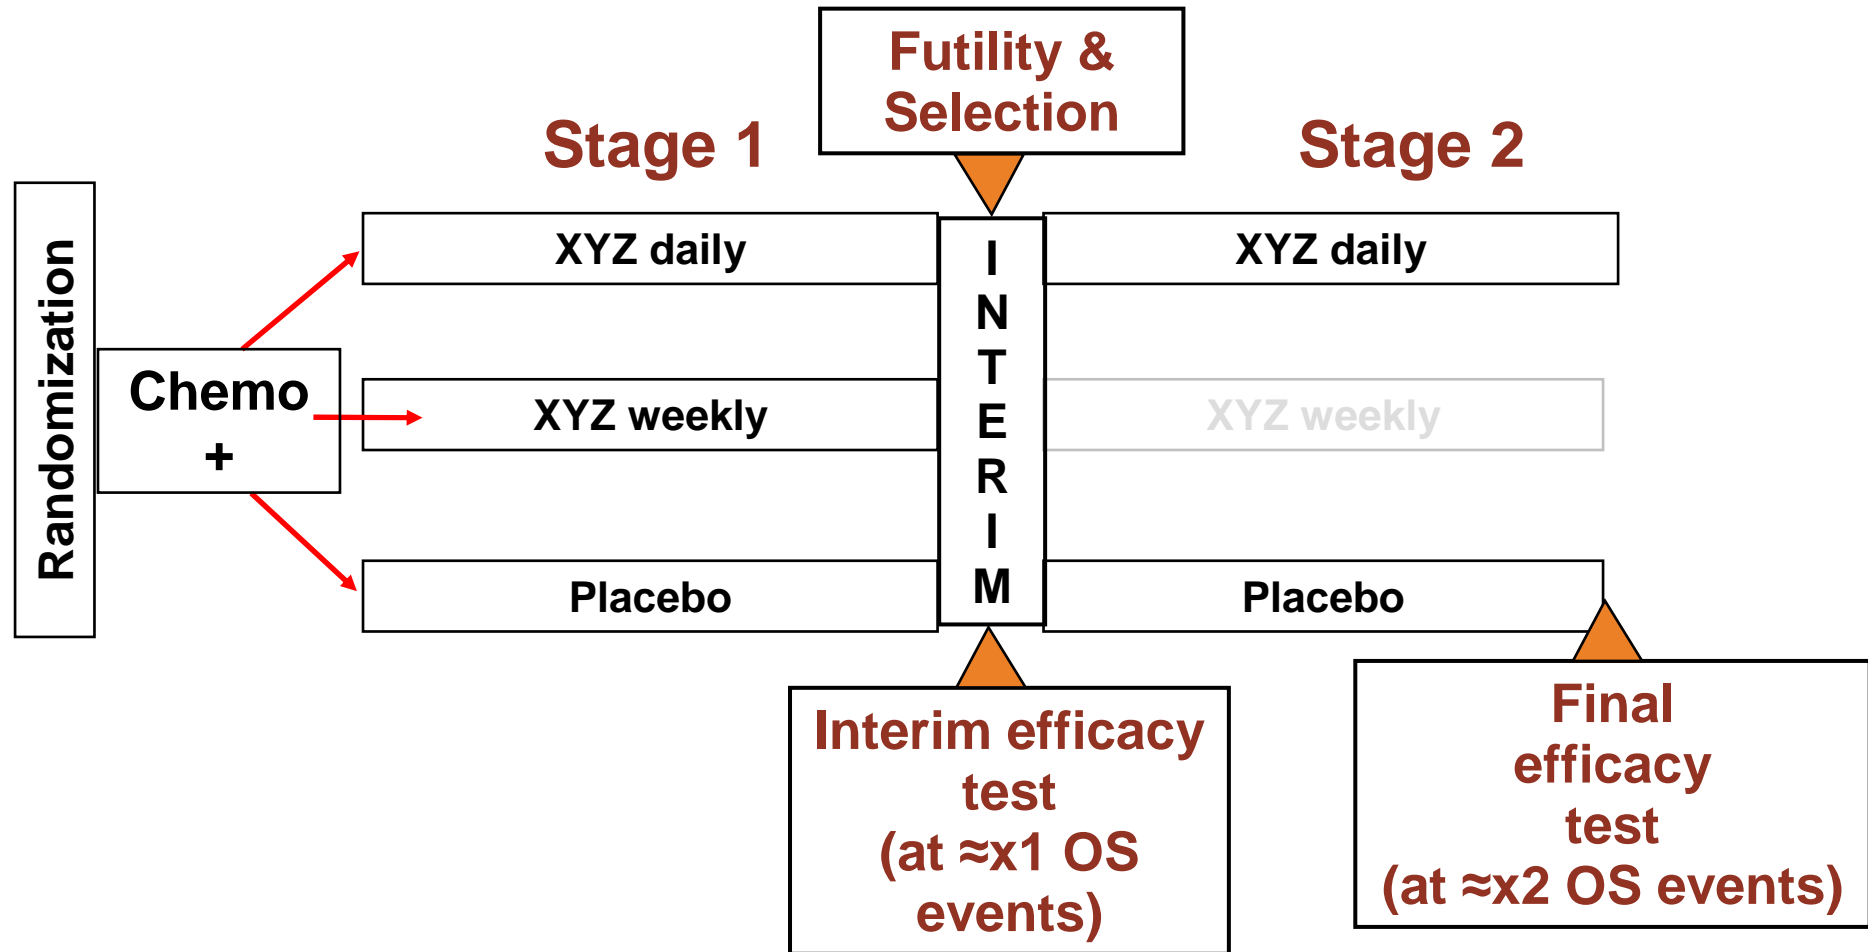 Futility &
Selection
Stage 1
Stage 2
Randomization
Chemo
+
XYZ daily
XYZ weekly
Placebo
I
N
T
E
R
I
M
XYZ daily
XYZ weekly
Placebo
Interim efficacy
test
(at ≈x1 OS
events)
Final
efficacy
test
(at ≈x2 OS events)